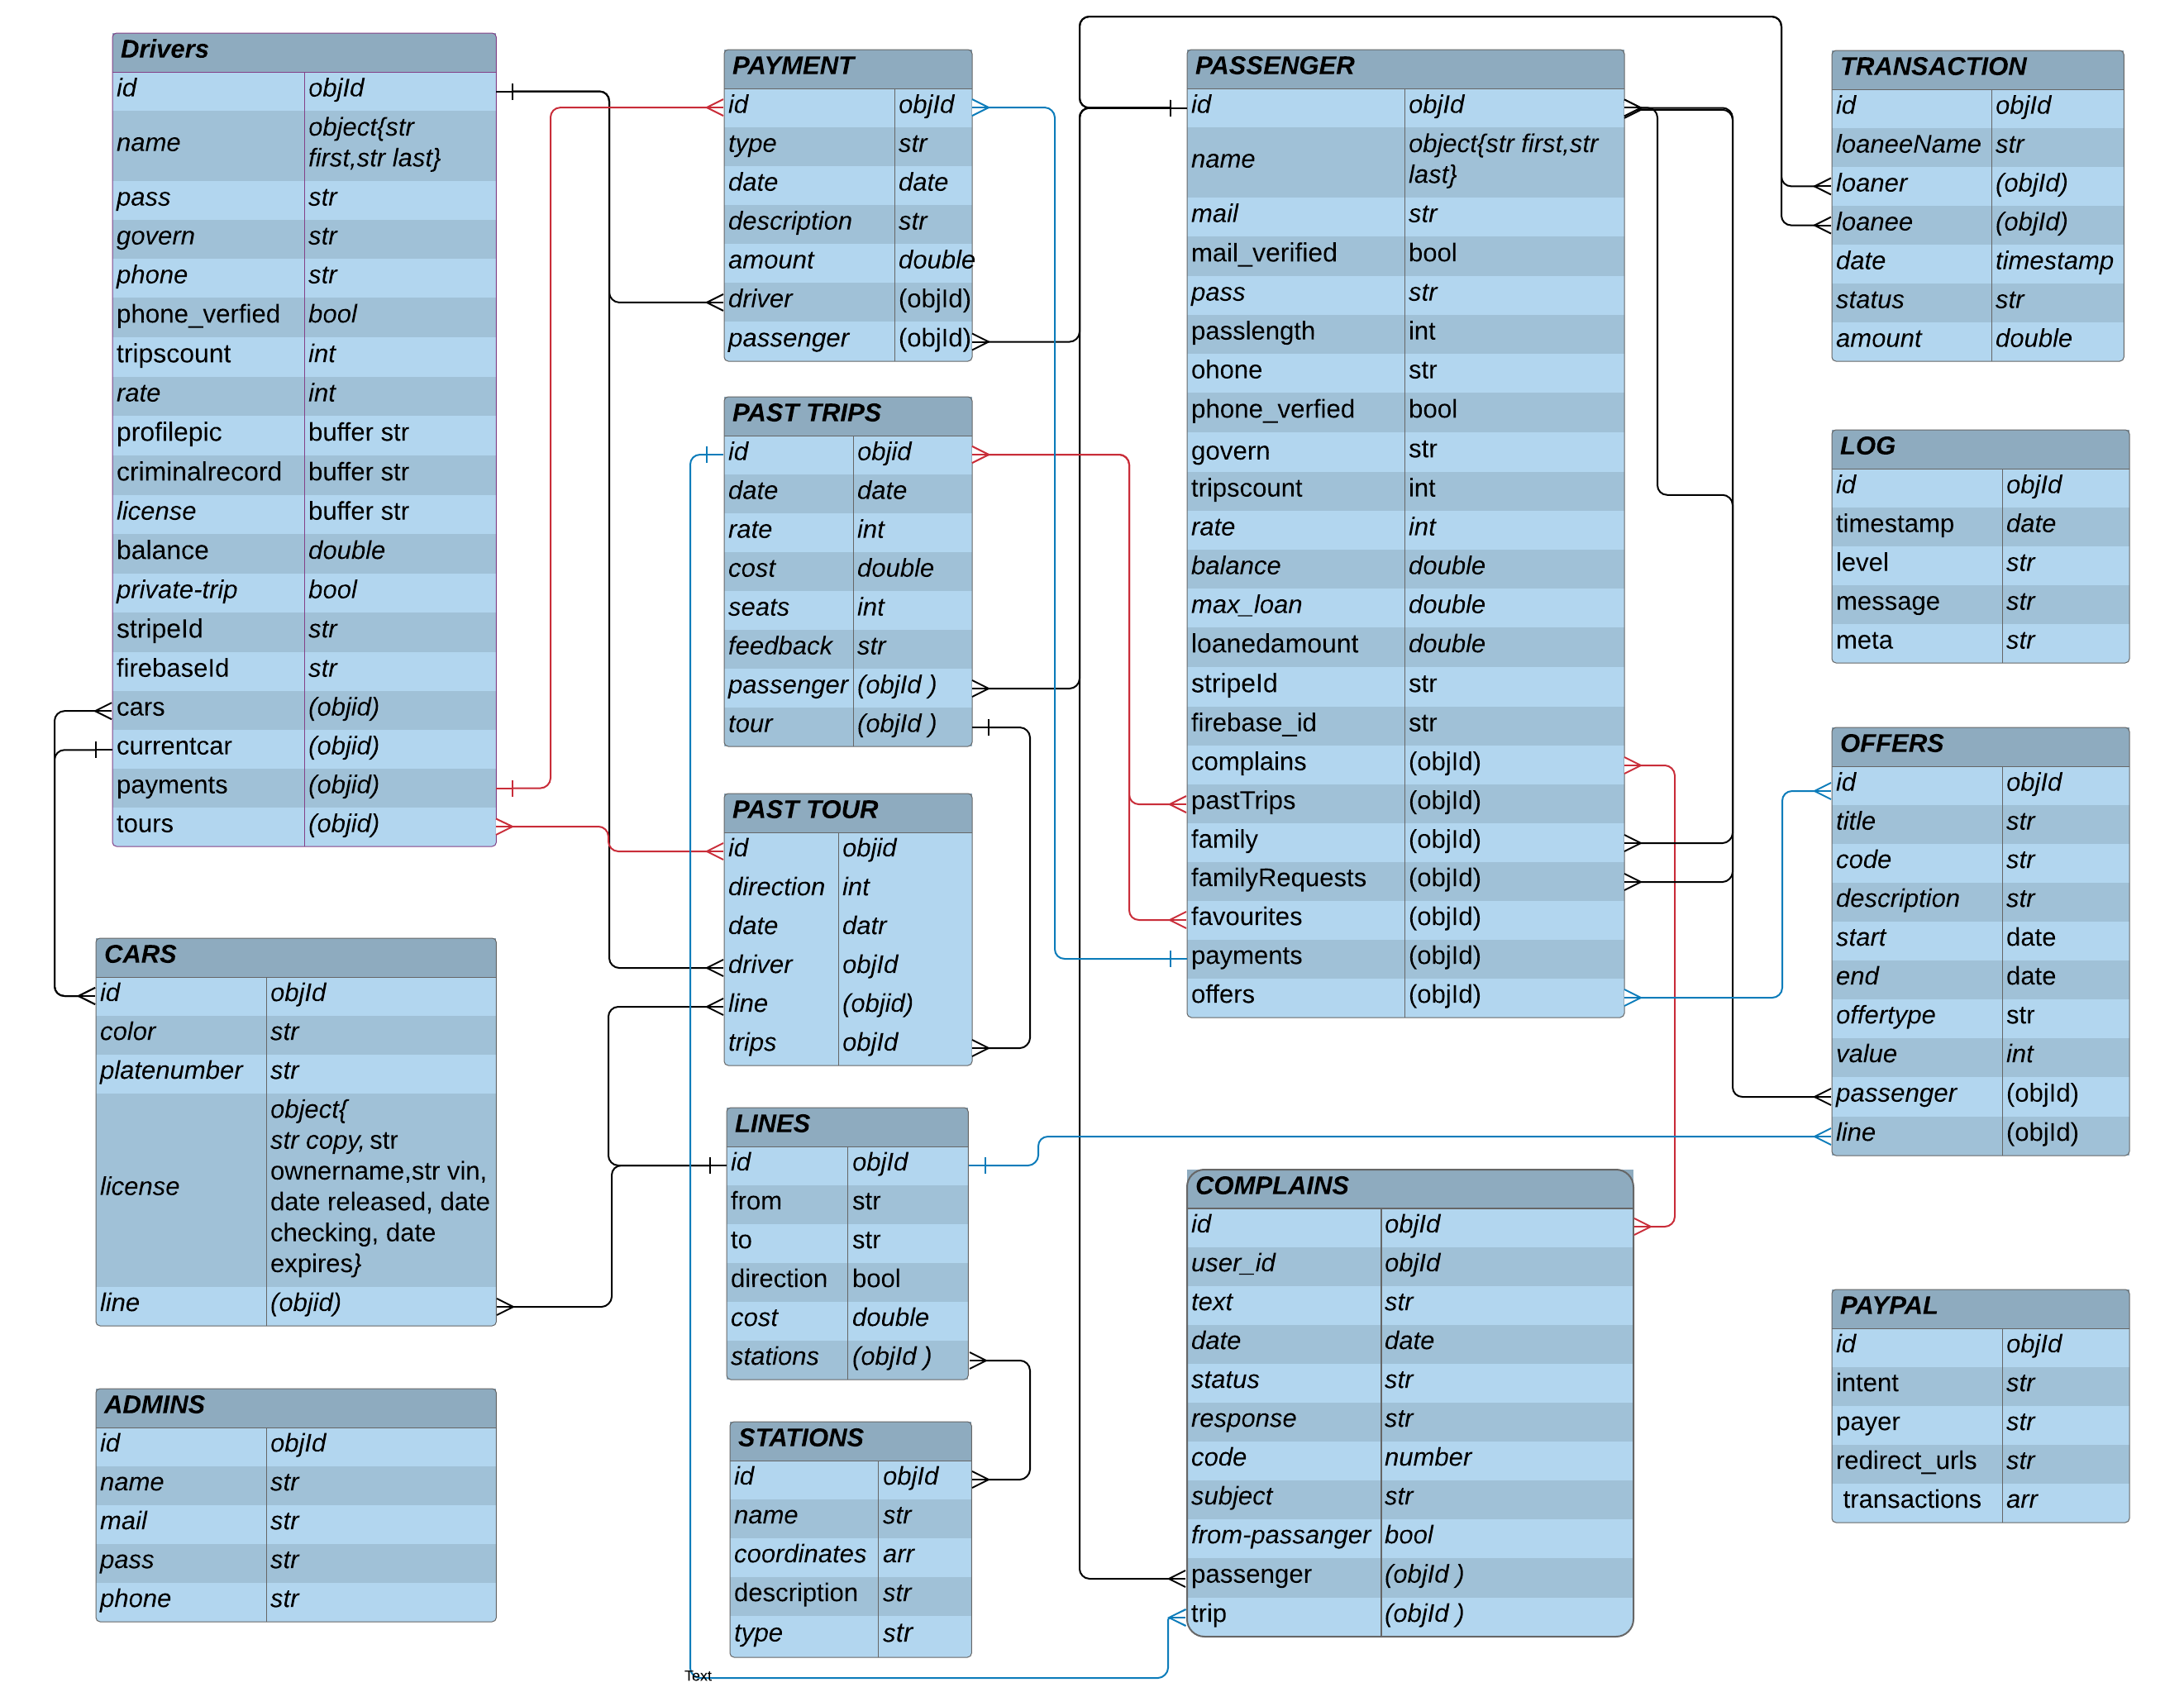 Drivers
id objId
name object{str
first,str last}
pass str
govern str
phone str
phone_verfied bool
tripscount int
rate int
profilepic buffer str
criminalrecord buffer str
license buffer str
balance double
private-trip bool
stripeId str
firebaseId str
cars (objid)
currentcar (objid)
payments (objid)
tours (objid)
CARS
id objId
color str
platenumber str
license object{
str copy, str
ownername,str vin,
date released, date
checking, date
expires}
line (objid)
ADMINS
id objId
name str
mail str
pass str
phone str
PAYMENT
id objId
type str
date date
description str
amount double
driver (objId)
passenger (objId)
PAST TRIPS
id objid
date date
rate int
cost double
seats int
feedback str
passenger (objId )
tour (objId )
PAST TOUR
id objid
direction int
date datr
driver objId
line (objid)
trips objId
LINES
id objId
from str
to str
direction bool
cost double
stations (objId )
STATIONS
id objId
name str
coordinates arr
description str
type str
Text
PASSENGER
id objId
name object{str first,str
last}
mail str
mail_verified bool
pass str
passlength int
ohone str
phone_verfied bool
govern str
tripscount int
rate int
balance double
max_loan double
loanedamount double
stripeId str
firebase_id str
complains (objId)
pastTrips (objId)
family (objId)
familyRequests (objId)
favourites (objId)
payments (objId)
offers (objId)
COMPLAINS
id objId
user_id objId
text str
date date
status str
response str
code number
subject str
from-passanger bool
passenger (objId )
trip (objId )
TRANSACTION
id objId
loaneeName str
loaner (objId)
loanee (objId)
date timestamp
status str
amount double
LOG
id objId
timestamp date
level str
message str
meta str
OFFERS
id objId
title str
code str
description str
start date
end date
offertype str
value int
passenger (objId)
line (objId)
PAYPAL
id objId
intent str
payer str
redirect_urls str
transactions arr